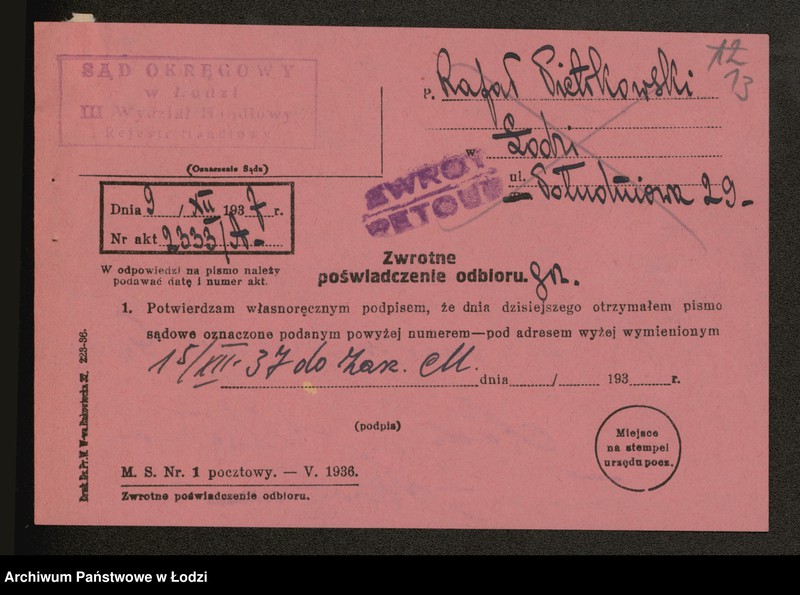 SĄD OKRĘGOWY
w Łodzi
III Wydział Handlowy
Rejestr Handlowy
(Oznaczenie Sądu)
12
13
P. Rafał Pietrkowski
w Łodzi
ul. Południowa 29-
ZWROT
RETOUR
Dnia 9 / XII 1937 r.
Nr akt 2333/A-
W odpowiedzi na pismo należy
podawać datę i numer akt.
Zwrotne
poświadczenie odbioru.
1. Potwierdzam własnoręcznym podpisem, że dnia dzisiejszego otrzymałem pismo
sądowe oznaczone podanym powyżej numerem—pod adresem wyżej wymienionym
15/XII-37 do
dnia / 193 r.
(podpis)
Miejsce
na stempel
urzędu pocz.
M. S. Nr. 1 pocztowy. — V. 1936.
Zwrotne poświadczenie odbioru.
223-36.
Archiwum Państwowe w Łodzi